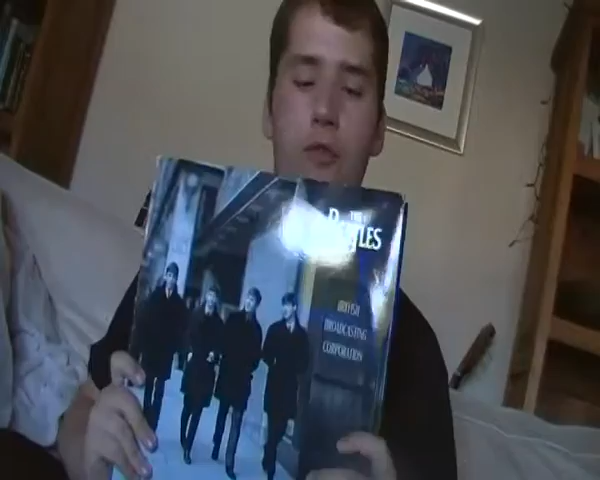 THE
BEATLES
BRITISH
BROADCASTING
CORPORATION